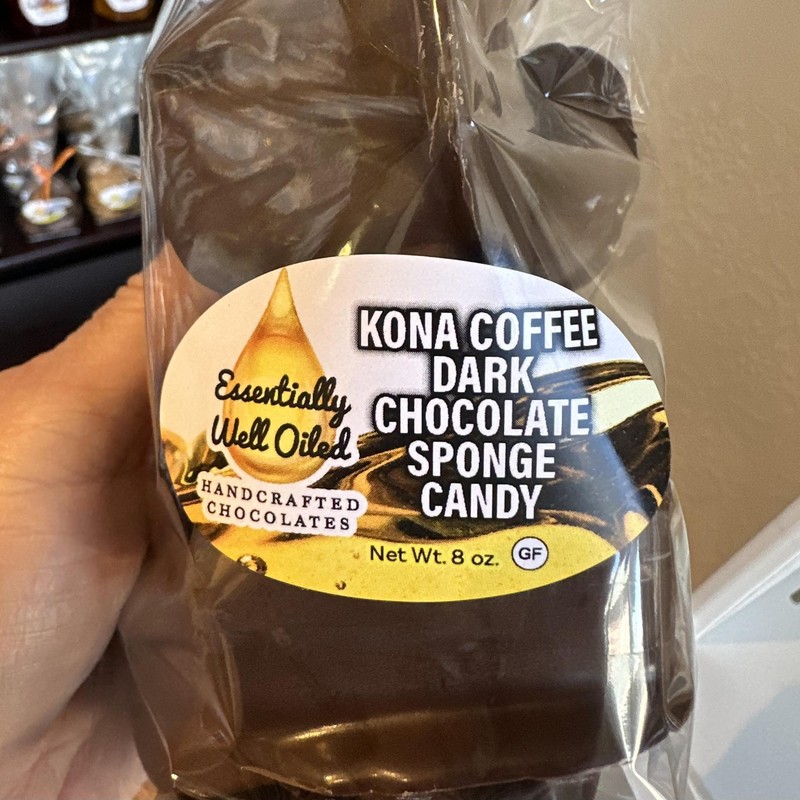 Essentially
Well Oiled
HANDCRAFTED
CHOCOLATES
KONA COFFEE
DARK
CHOCOLATE
SPONGE
CANDY
Net Wt. 8 oz. GF